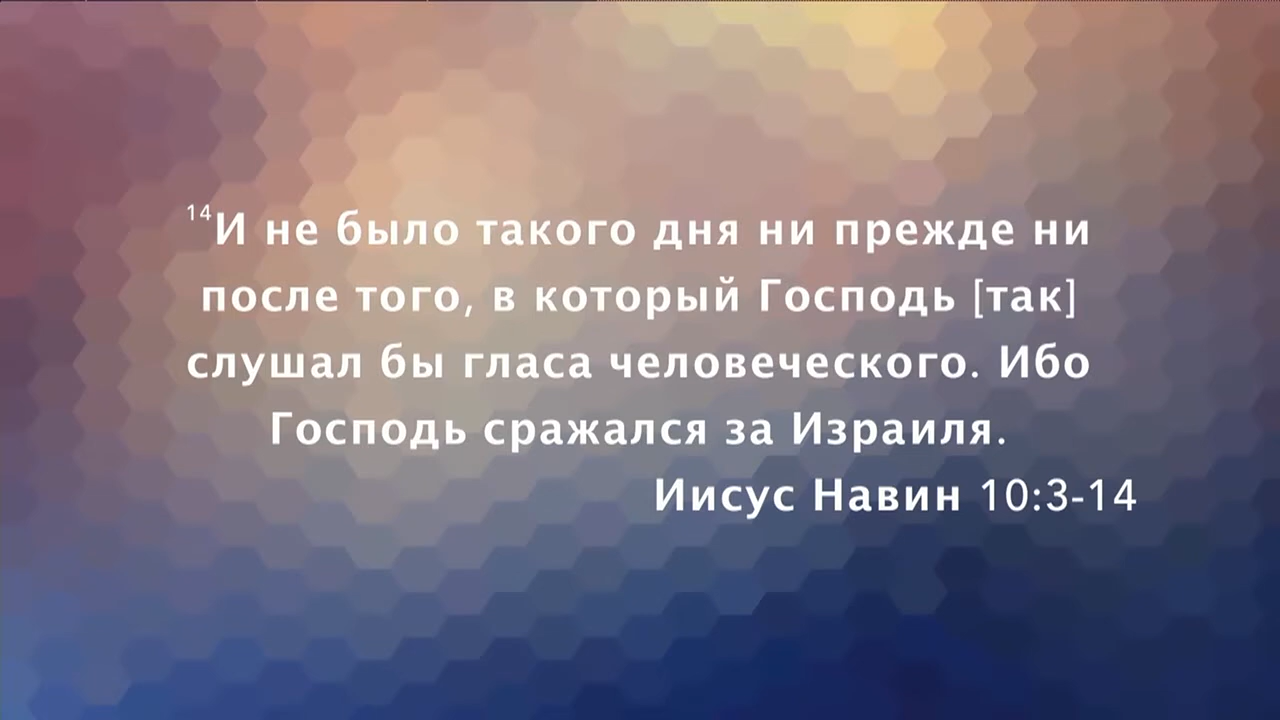 14И не было такого дня ни прежде ни
после того, в который Господь [так]
слушал бы гласа человеческого. Ибо
Господь сражался за Израиля.
Иисус Навин 10:3-14